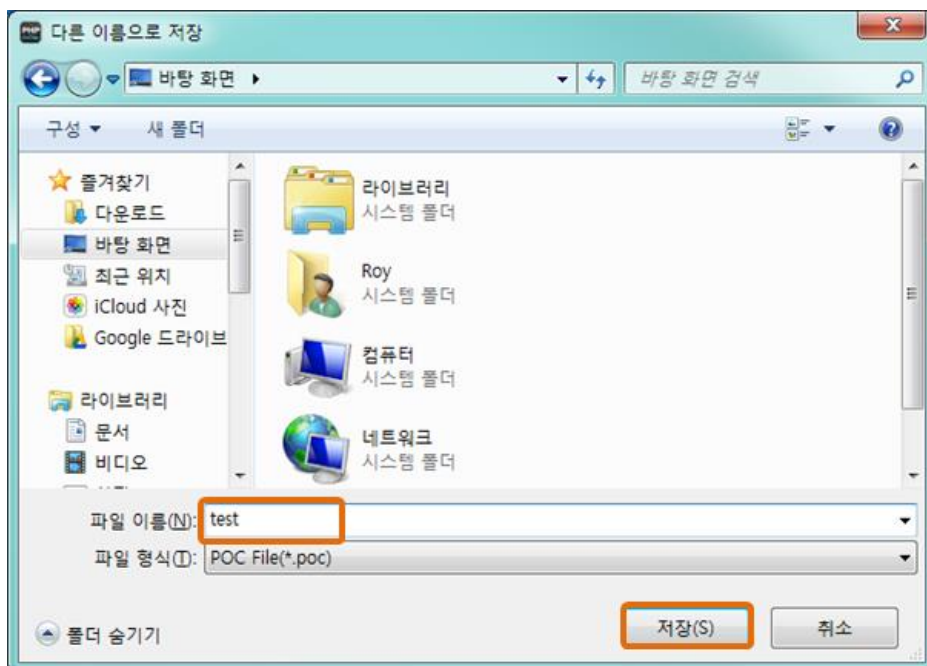 다른 이름으로 저장
바탕 화면
바탕 화면 검색
구성
새 폴더
즐겨찾기
다운로드
바탕 화면
최근 위치
iCloud 사진
Google 드라이브
라이브러리
문서
비디오
라이브러리
시스템 폴더
Roy
시스템 폴더
컴퓨터
시스템 폴더
네트워크
시스템 폴더
파일 이름(N): test
파일 형식(T): POC File(*.poc)
폴더 숨기기
저장(S)
취소